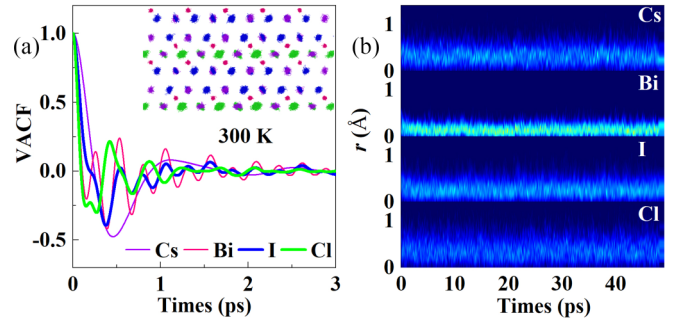 (a)
1.0
0.5
0.0
-0.5
VACF
300 K
Cs Bi I Cl
0 1 2 3
Times (ps)
(b)
Cs
1
0
Bi
1
0
I
1
0
Cl
1
0
r (Å)
0 10 20 30 40
Times (ps)